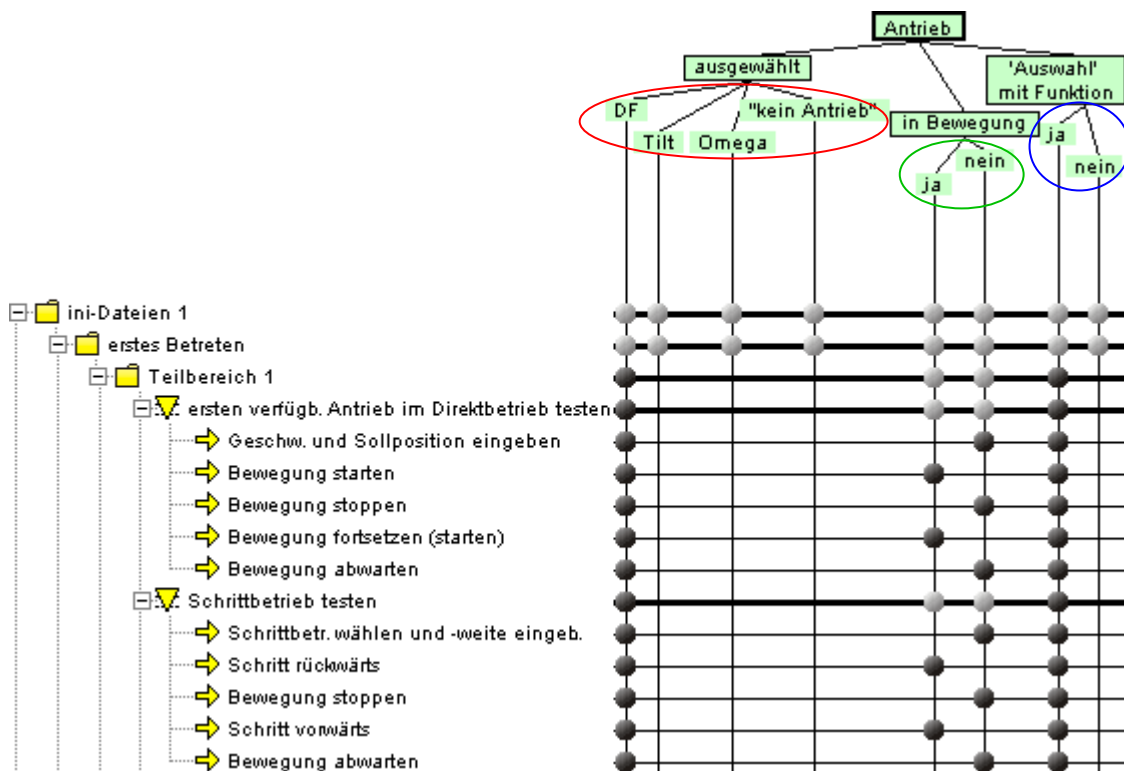 Antrieb
ausgewählt
'Auswahl'
mit Funktion
DF
"kein Antrieb"
in Bewegung
ja
Tilt
Omega
nein
nein
ja
ini-Dateien 1
erstes Betreten
Teilbereich 1
ersten verfügb. Antrieb im Direktbetrieb testen
Geschw. und Sollposition eingeben
Bewegung starten
Bewegung stoppen
Bewegung fortsetzen (starten)
Bewegung abwarten
Schrittbetrieb testen
Schrittbetr. wählen und -weite eingeb.
Schritt rückwärts
Bewegung stoppen
Schritt vorwärts
Bewegung abwarten